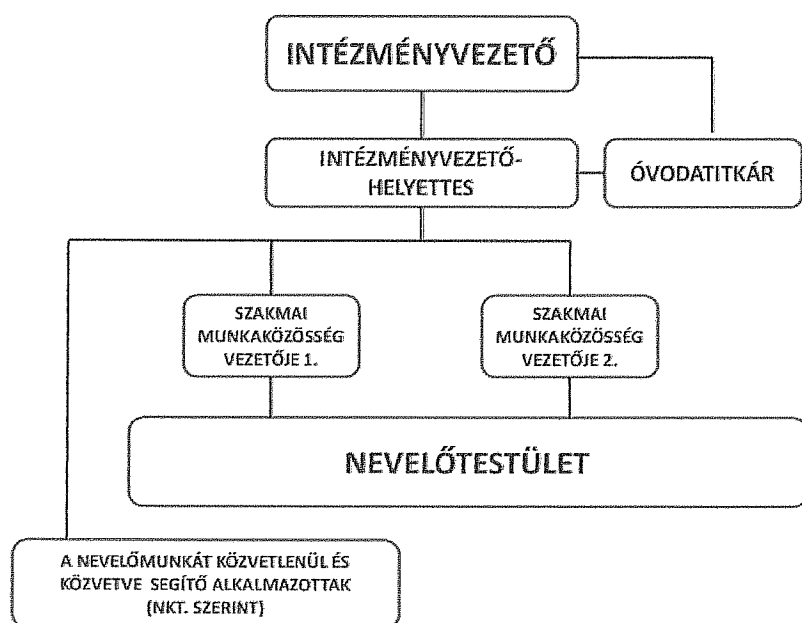 INTÉZMÉNYVEZETŐ
INTÉZMÉNYVEZETŐ-
HELYETTES
ÓVODATITKÁR
SZAKMAI
MUNKAKÖZÖSSÉG
VEZETŐJE 1.
SZAKMAI
MUNKAKÖZÖSSÉG
VEZETŐJE 2.
NEVELŐTESTÜLET
A NEVELŐMUNKÁT KÖZVETLENÜL ÉS
KÖZVETVE SEGÍTŐ ALKALMAZOTTAK
(NKT. SZERINT)